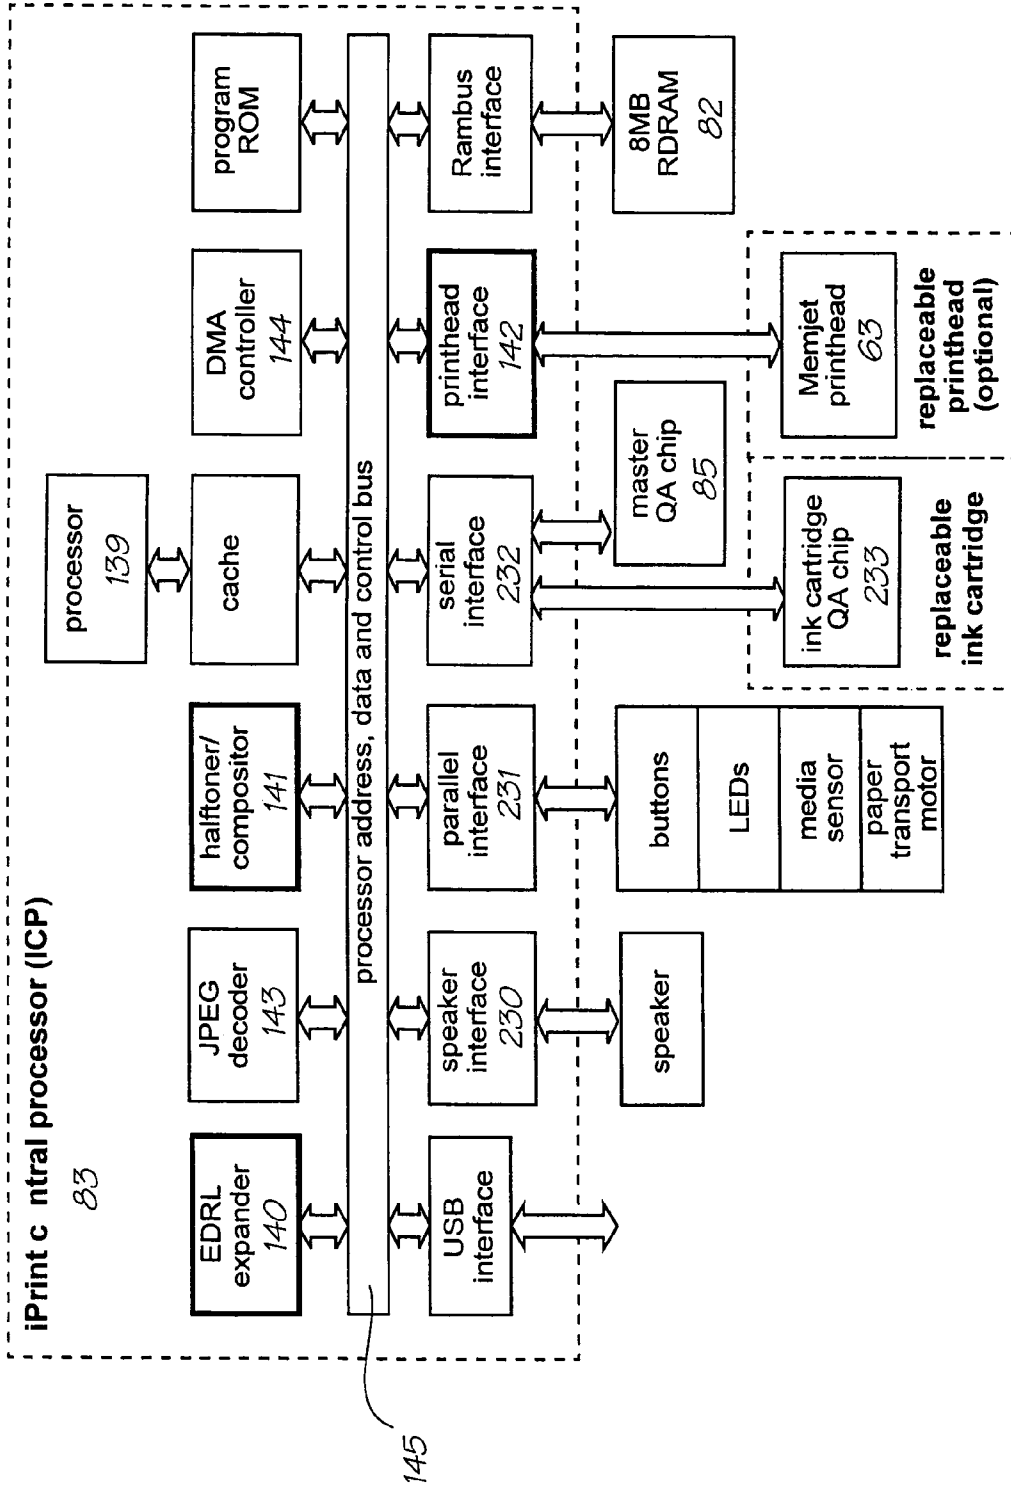 iPrint c ntral processor (ICP)
83
processor
139
EDRL
expander
140
JPEG
decoder
143
halftoner/
compositor
141
cache
DMA
controller
144
program
ROM
processor address, data and control bus
145
USB
interface
speaker
interface
230
parallel
interface
231
serial
interface
232
printhead
interface
142
Rambus
interface
speaker
buttons
LEDs
media
sensor
paper
transport
motor
master
QA chip
85
8MB
RDRAM
82
ink cartridge
QA chip
233
replaceable
ink cartridge
Memjet
printhead
63
replaceable
printhead
(optional)